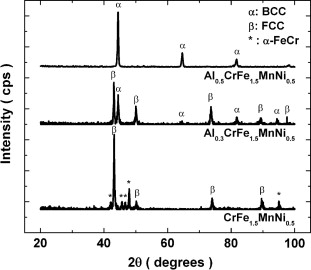 α: BCC
β: FCC
* : α-FeCr
α
α
α
Al₀.₅CrFe₁.₅MnNi₀.₅
β
α
β
α
β
α
β
α
β
Al₀.₃CrFe₁.₅MnNi₀.₅
β
*
**
*
β
β
β
*
CrFe₁.₅MnNi₀.₅
Intensity ( cps)
20 40 60 80 100
2θ ( degrees)